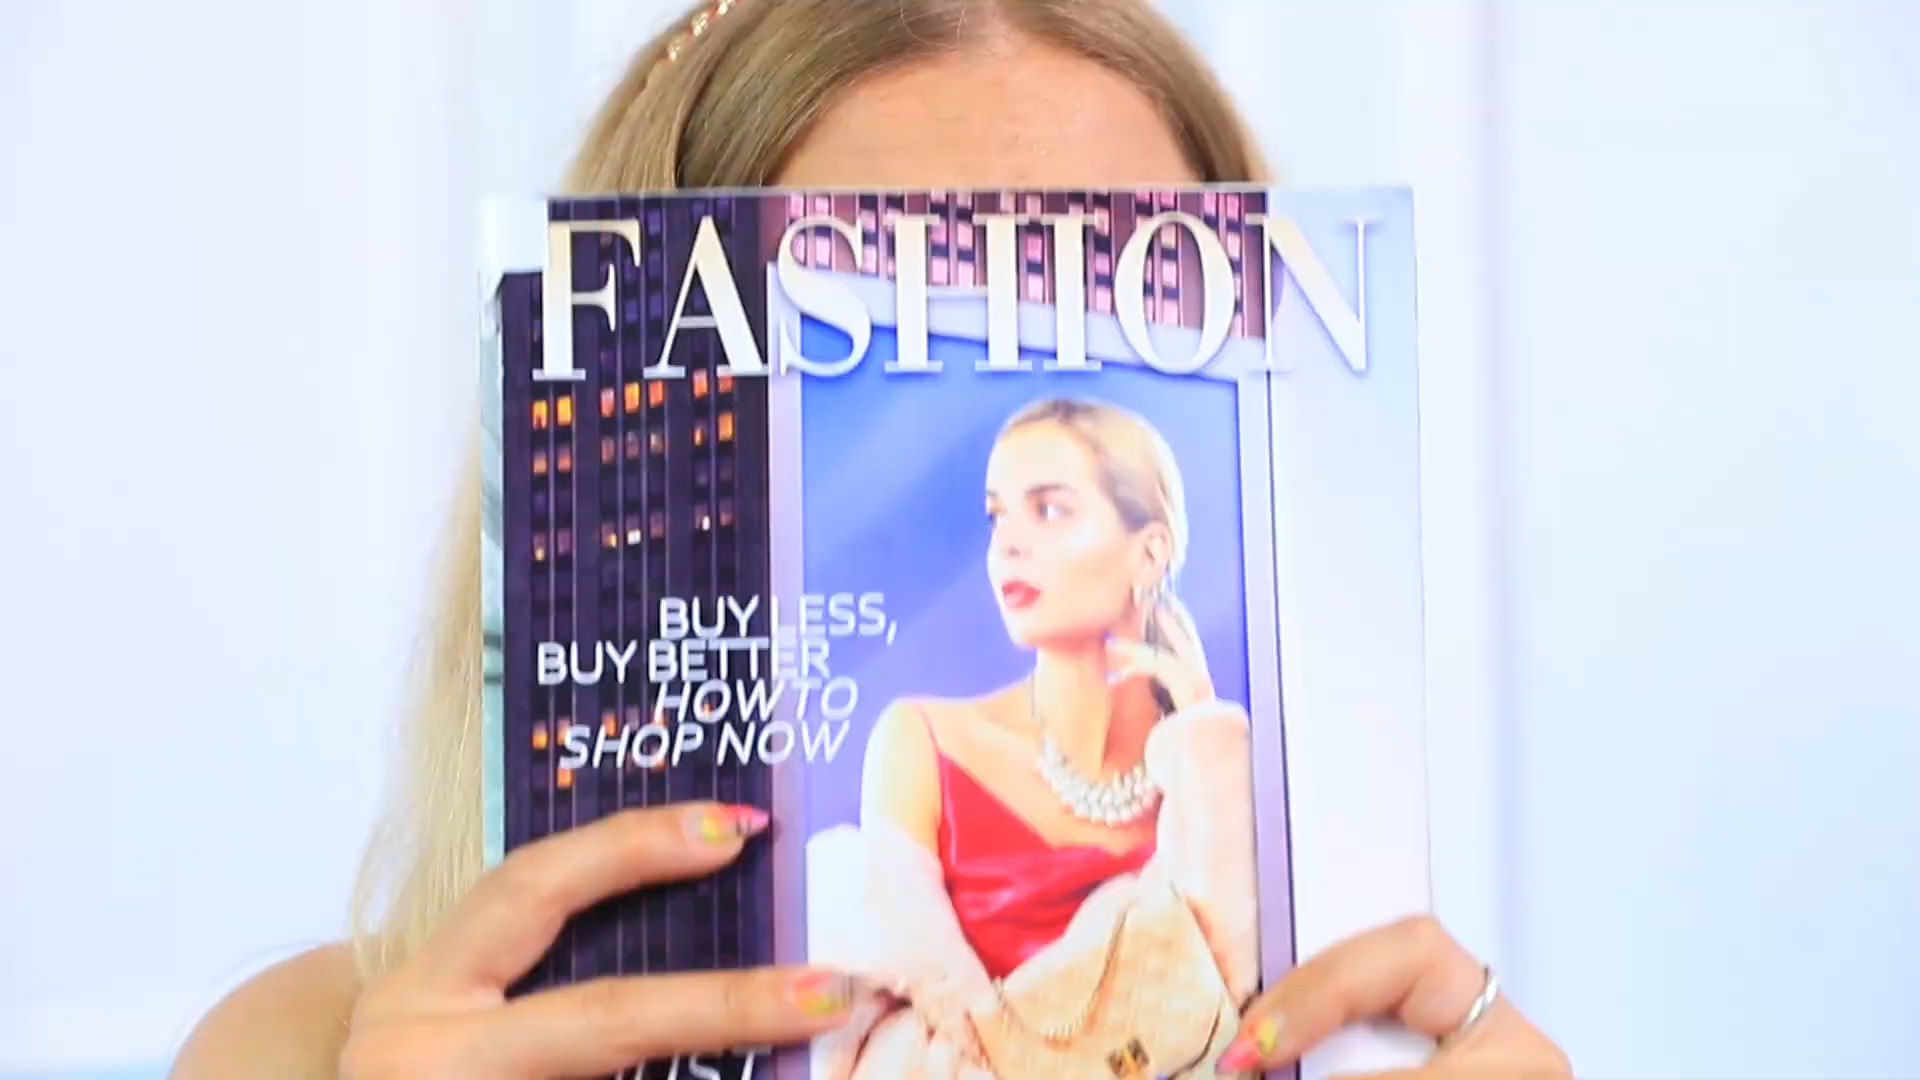 FASHION
BUY LESS,
BUY BETTER
HOW TO
SHOP NOW